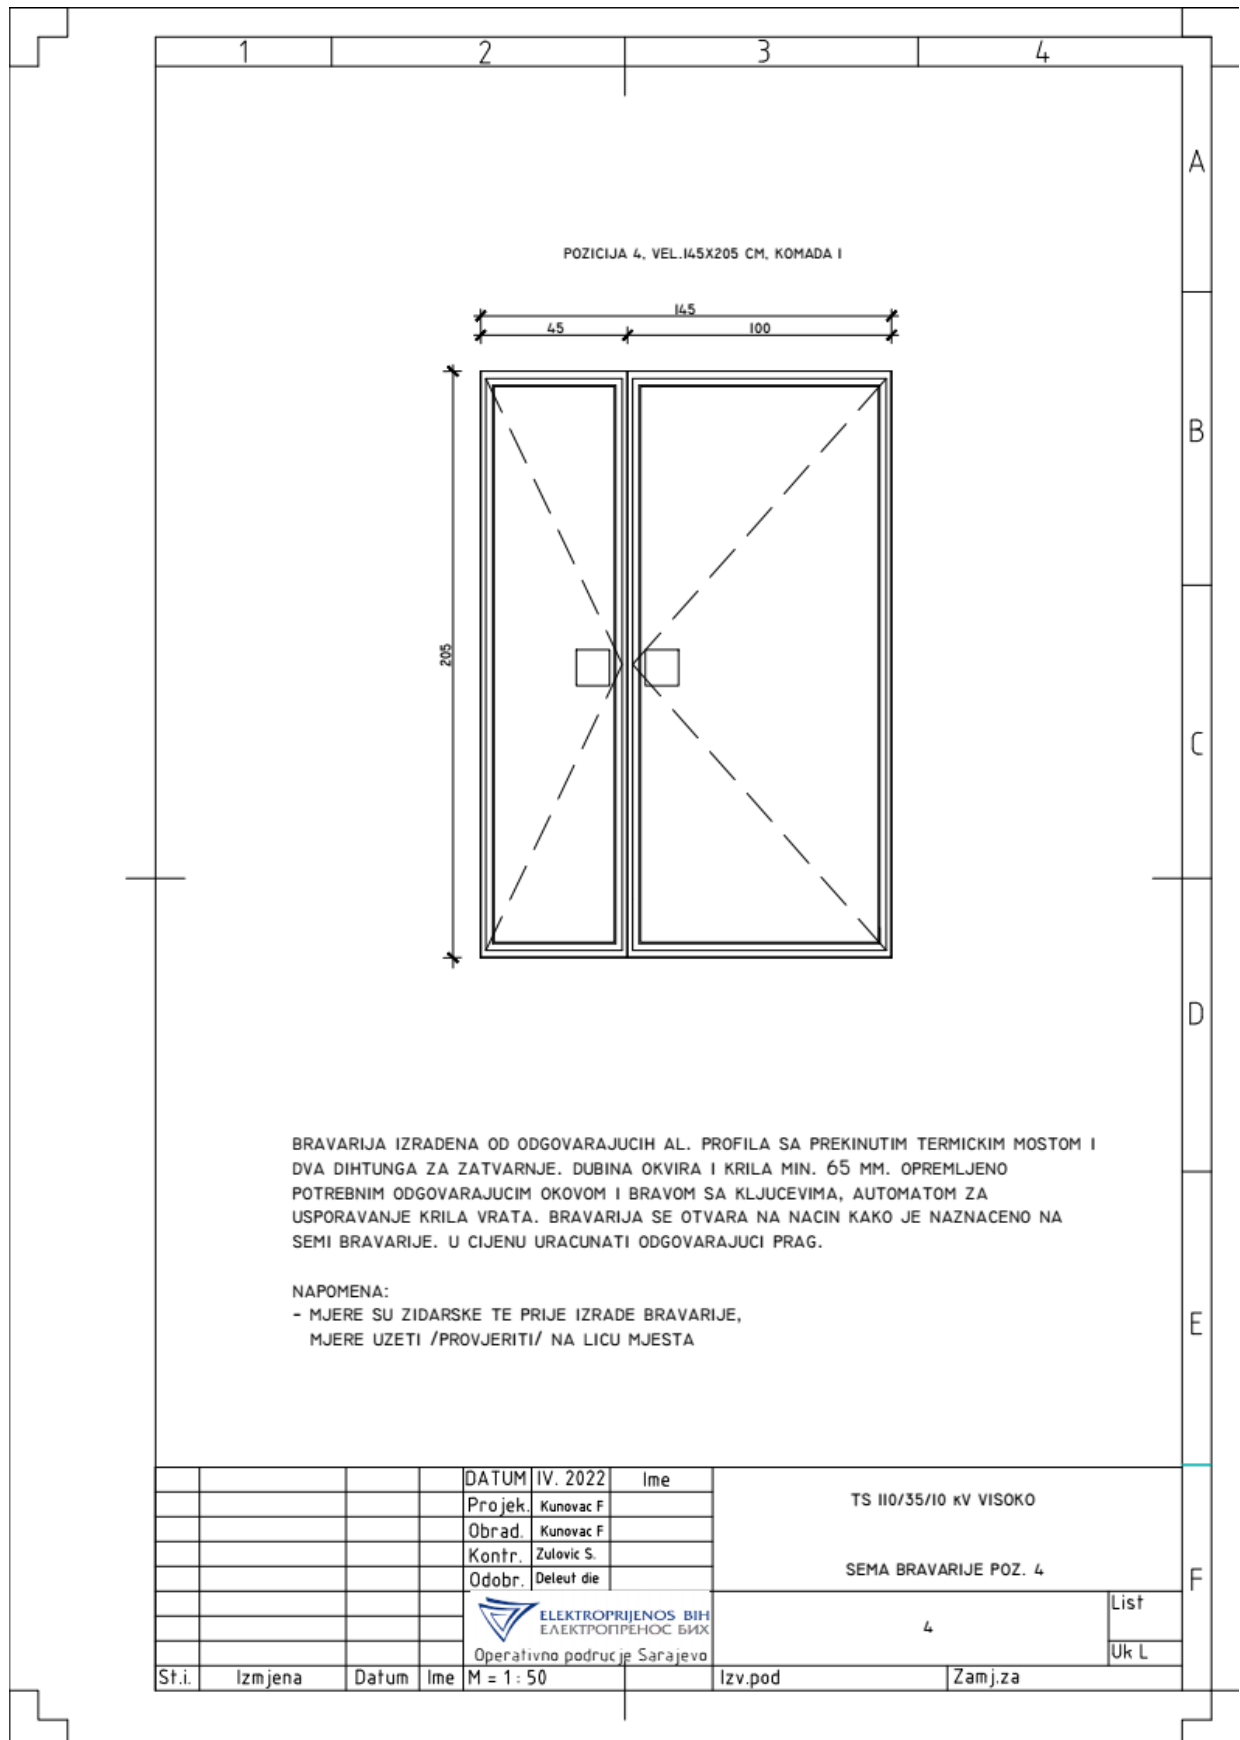 1 2 3 4
A
POZICIJA 4, VEL.145X205 CM, KOMADA 1
145
45 100
B
205
C
D
BRAVARIJA IZRADENA OD ODGOVARAJUCIH AL. PROFILA SA PREKINUTIM TERMICKIM MOSTOM I
DVA DIHTUNGA ZA ZATVARNJE. DUBINA OKVIRA I KRILA MIN. 65 MM. OPREMLJENO
POTREBNIM ODGOVARAJUCIM OKOVOM I BRAVOM SA KLJUCEVIMA, AUTOMATOM ZA
USPORAVANJE KRILA VRATA. BRAVARIJA SE OTVARA NA NACIN KAKO JE NAZNACENO NA
SEMI BRAVARIJE. U CIJENU URACUNATI ODGOVARAJUCI PRAG.
NAPOMENA:
- MJERE SU ZIDARSKE TE PRIJE IZRADE BRAVARIJE,
MJERE UZETI /PROVJERITI/ NA LICU MJESTA
E
DATUM IV. 2022 Ime
Projek. Kunovac F
Obrad. Kunovac F
Kontr. Zulovic S.
Odobr. Deleut die
TS 110/35/10 KV VISOKO
SEMA BRAVARIJE POZ. 4
F
ELEKTROPRIJENOS BIH
ЕЛЕКТРОПРЕНОС БИХ
Operativno podrucje Sarajevo
4
List
Uk L
St.i. Izmjena Datum Ime M = 1 : 50 Izv.pod Zamj.za